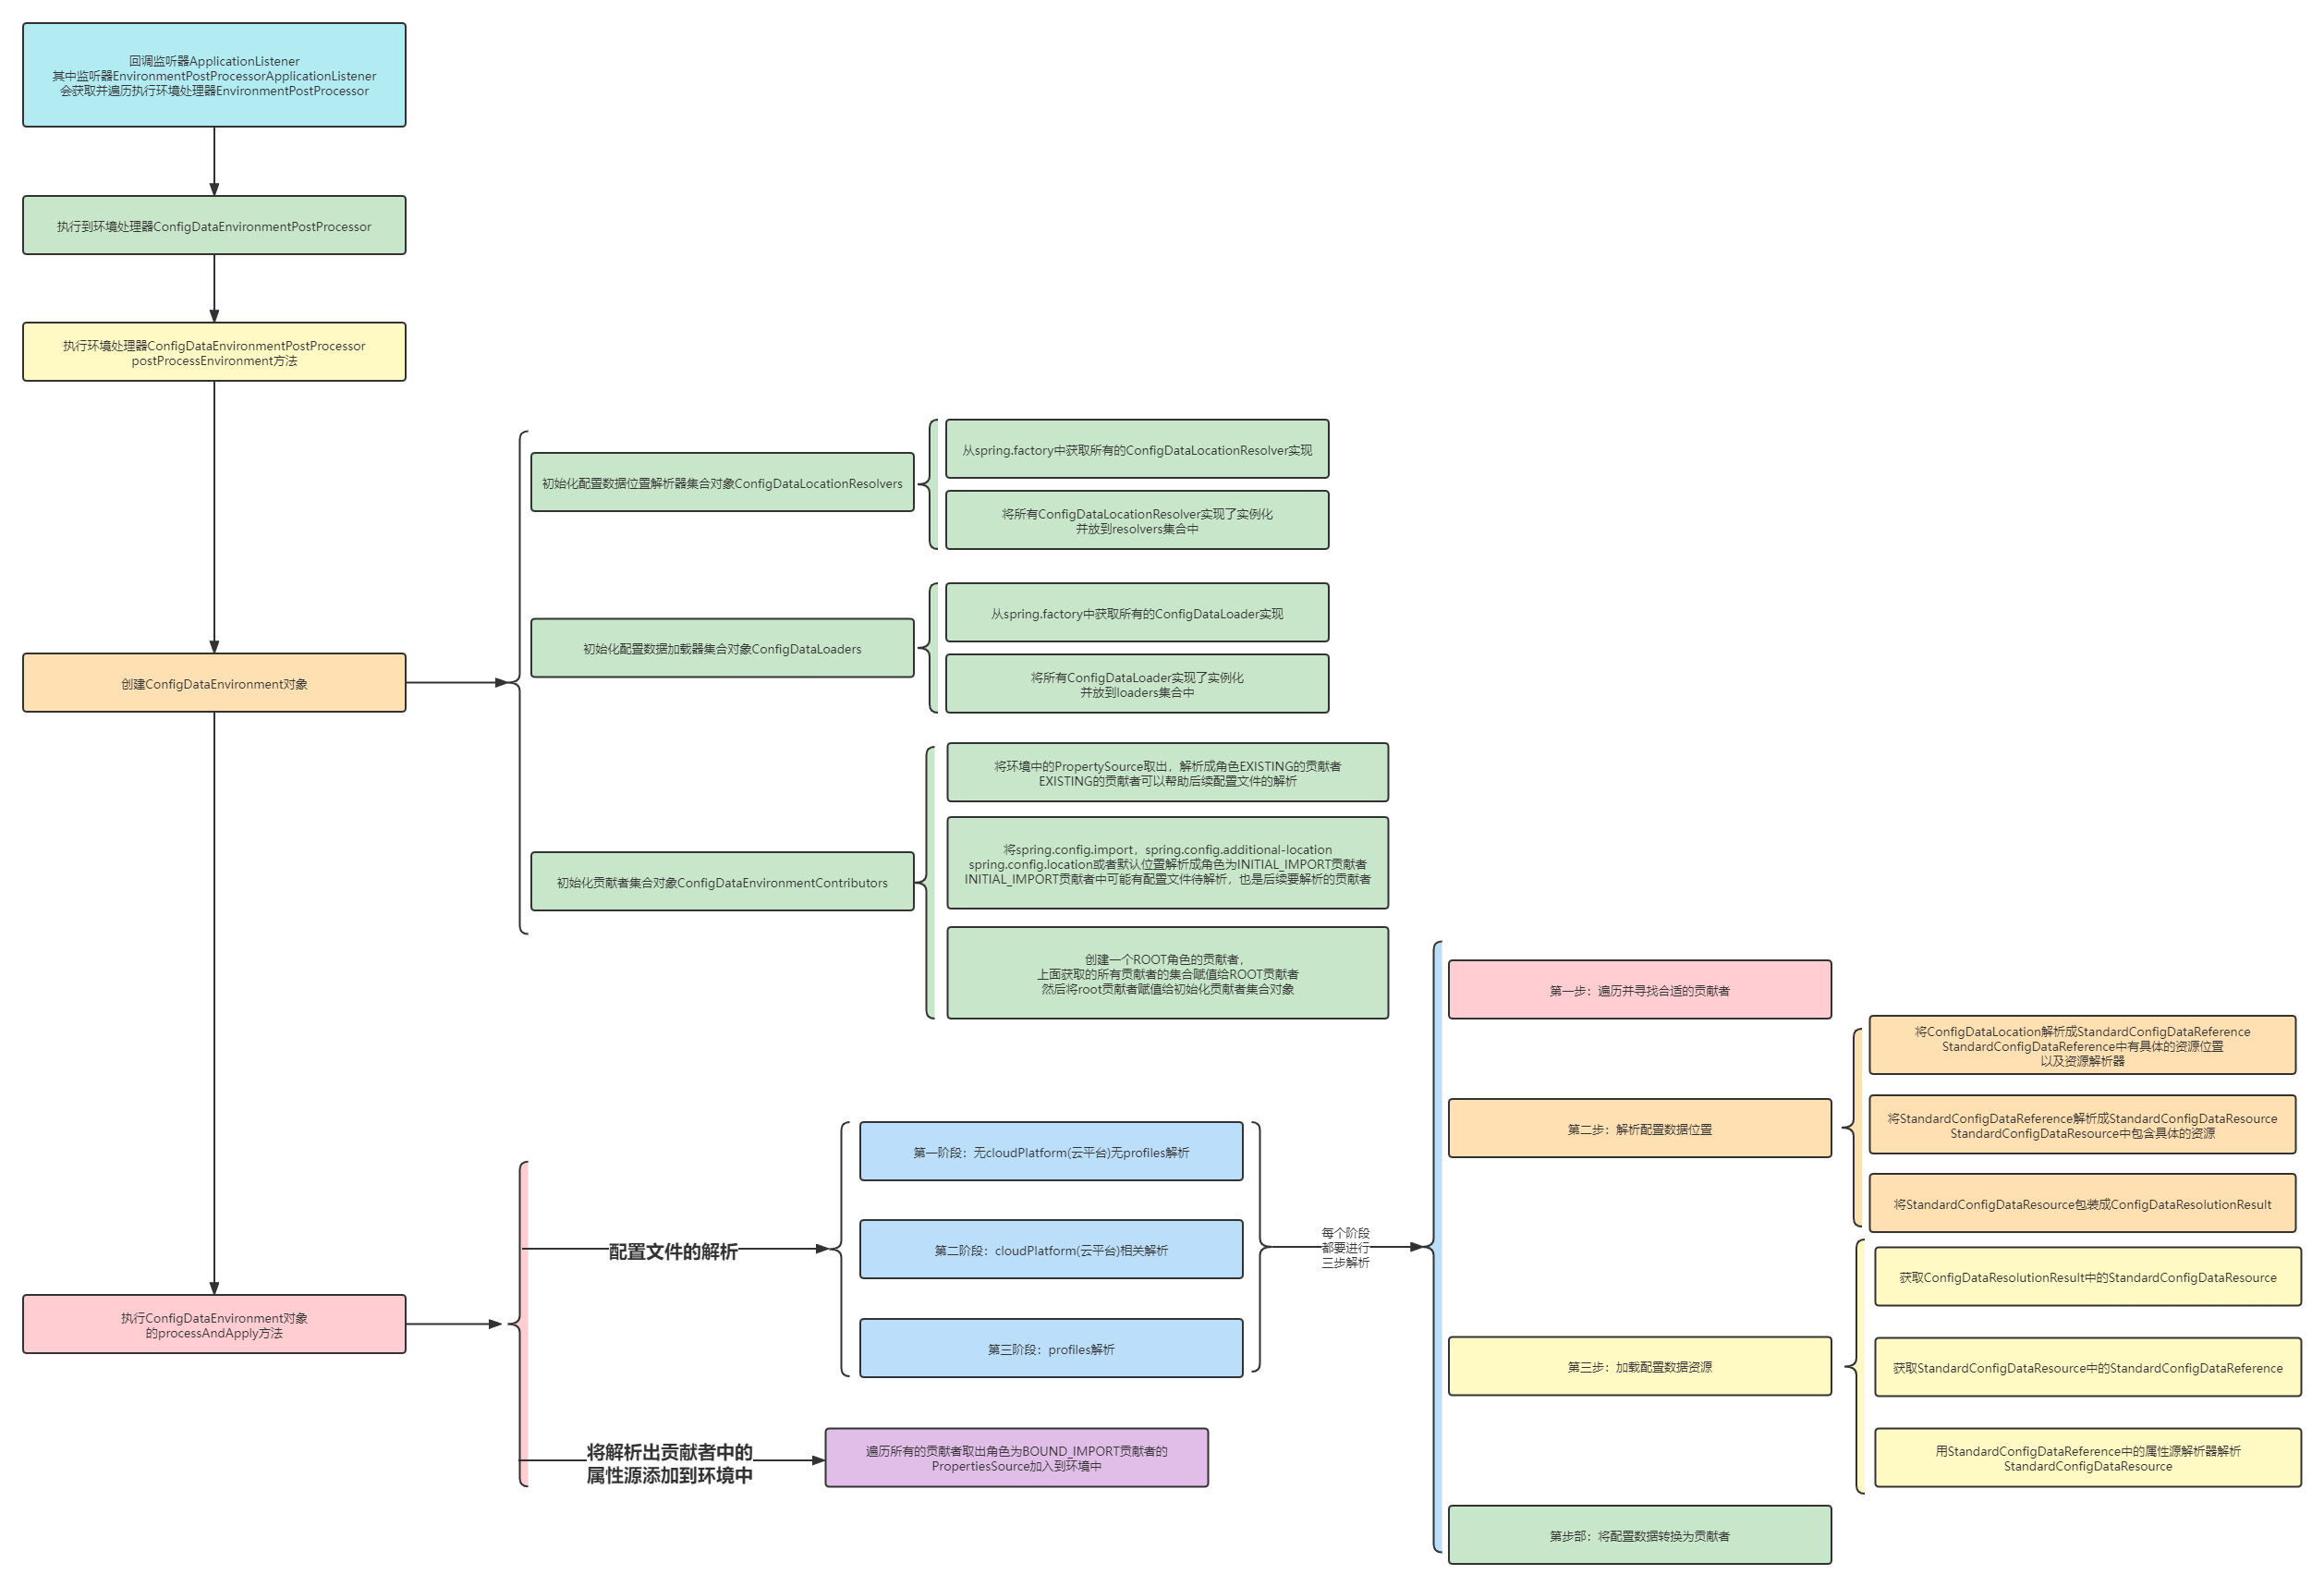 回调监听器ApplicationListener
其中监听器EnvironmentPostProcessorApplicationListener
会获取并遍历执行环境处理器EnvironmentPostProcessor
执行到环境处理器ConfigDataEnvironmentPostProcessor
执行环境处理器ConfigDataEnvironmentPostProcessor
postProcessEnvironment方法
创建ConfigDataEnvironment对象
初始化配置数据位置解析器集合对象ConfigDataLocationResolvers
从spring.factory中获取所有的ConfigDataLocationResolver实现
将所有ConfigDataLocationResolver实现了实例化
并放到resolvers集合中
初始化配置数据加载器集合对象ConfigDataLoaders
从spring.factory中获取所有的ConfigDataLoader实现
将所有ConfigDataLoader实现了实例化
并放到loaders集合中
初始化贡献者集合对象ConfigDataEnvironmentContributors
将环境中的PropertySource取出，解析成角色EXISTING的贡献者
EXISTING的贡献者可以帮助后续配置文件的解析
将spring.config.import，spring.config.additional-location
spring.config.location或者默认位置解析成角色为INITIAL_IMPORT贡献者
INITIAL_IMPORT贡献者中可能有配置文件待解析，也是后续要解析的贡献者
创建一个ROOT角色的贡献者，
上面获取的所有贡献者的集合赋值给ROOT贡献者
然后将root贡献者赋值给初始化贡献者集合对象
执行ConfigDataEnvironment对象
的processAndApply方法
配置文件的解析
第一阶段：无cloudPlatform(云平台)无profiles解析
第二阶段：cloudPlatform(云平台)相关解析
第三阶段：profiles解析
每个阶段
都要进行
三步解析
第一步：遍历并寻找合适的贡献者
第二步：解析配置数据位置
将ConfigDataLocation解析成StandardConfigDataReference
StandardConfigDataReference中有具体的资源位置
以及资源解析器
将StandardConfigDataReference解析成StandardConfigDataResource
StandardConfigDataResource中包含具体的资源
将StandardConfigDataResource包装成ConfigDataResolutionResult
第三步：加载配置数据资源
获取ConfigDataResolutionResult中的StandardConfigDataResource
获取StandardConfigDataResource中的StandardConfigDataReference
用StandardConfigDataReference中的属性源解析器解析
StandardConfigDataResource
第步部：将配置数据转换为贡献者
将解析出贡献者中的
属性源添加到环境中
遍历所有的贡献者取出角色为BOUND_IMPORT贡献者的
PropertiesSource加入到环境中